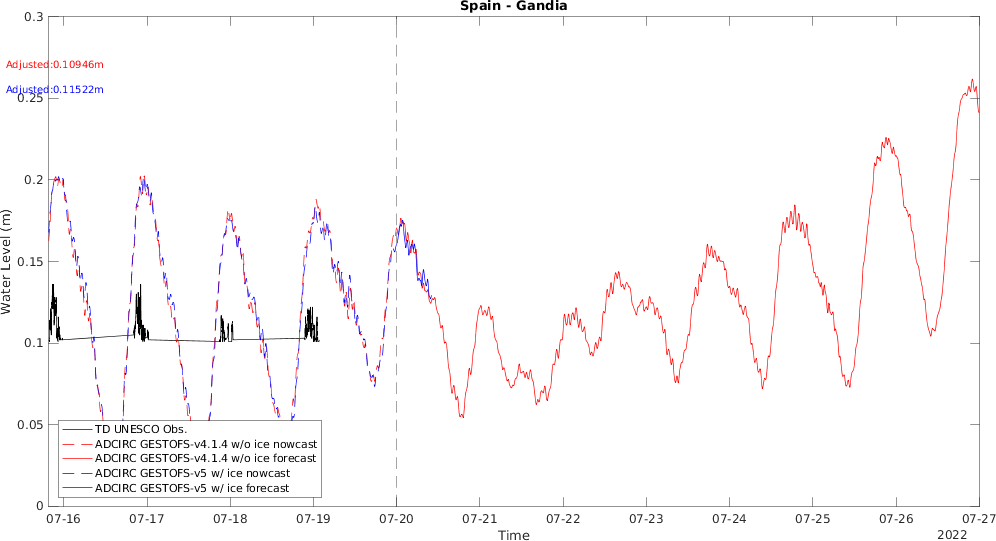 Spain - Gandia
0.3
Adjusted:0.10946m
Adjusted:0.11522m
0.25
0.2
0.15
0.1
0.05
0
Water Level (m)
TD UNESCO Obs.
ADCIRC GESTOFS-v4.1.4 w/o ice nowcast
ADCIRC GESTOFS-v4.1.4 w/o ice forecast
ADCIRC GESTOFS-v5 w/ ice nowcast
ADCIRC GESTOFS-v5 w/ ice forecast
07-16 07-17 07-18 07-19 07-20 07-21 07-22 07-23 07-24 07-25 07-26 07-27
Time
2022